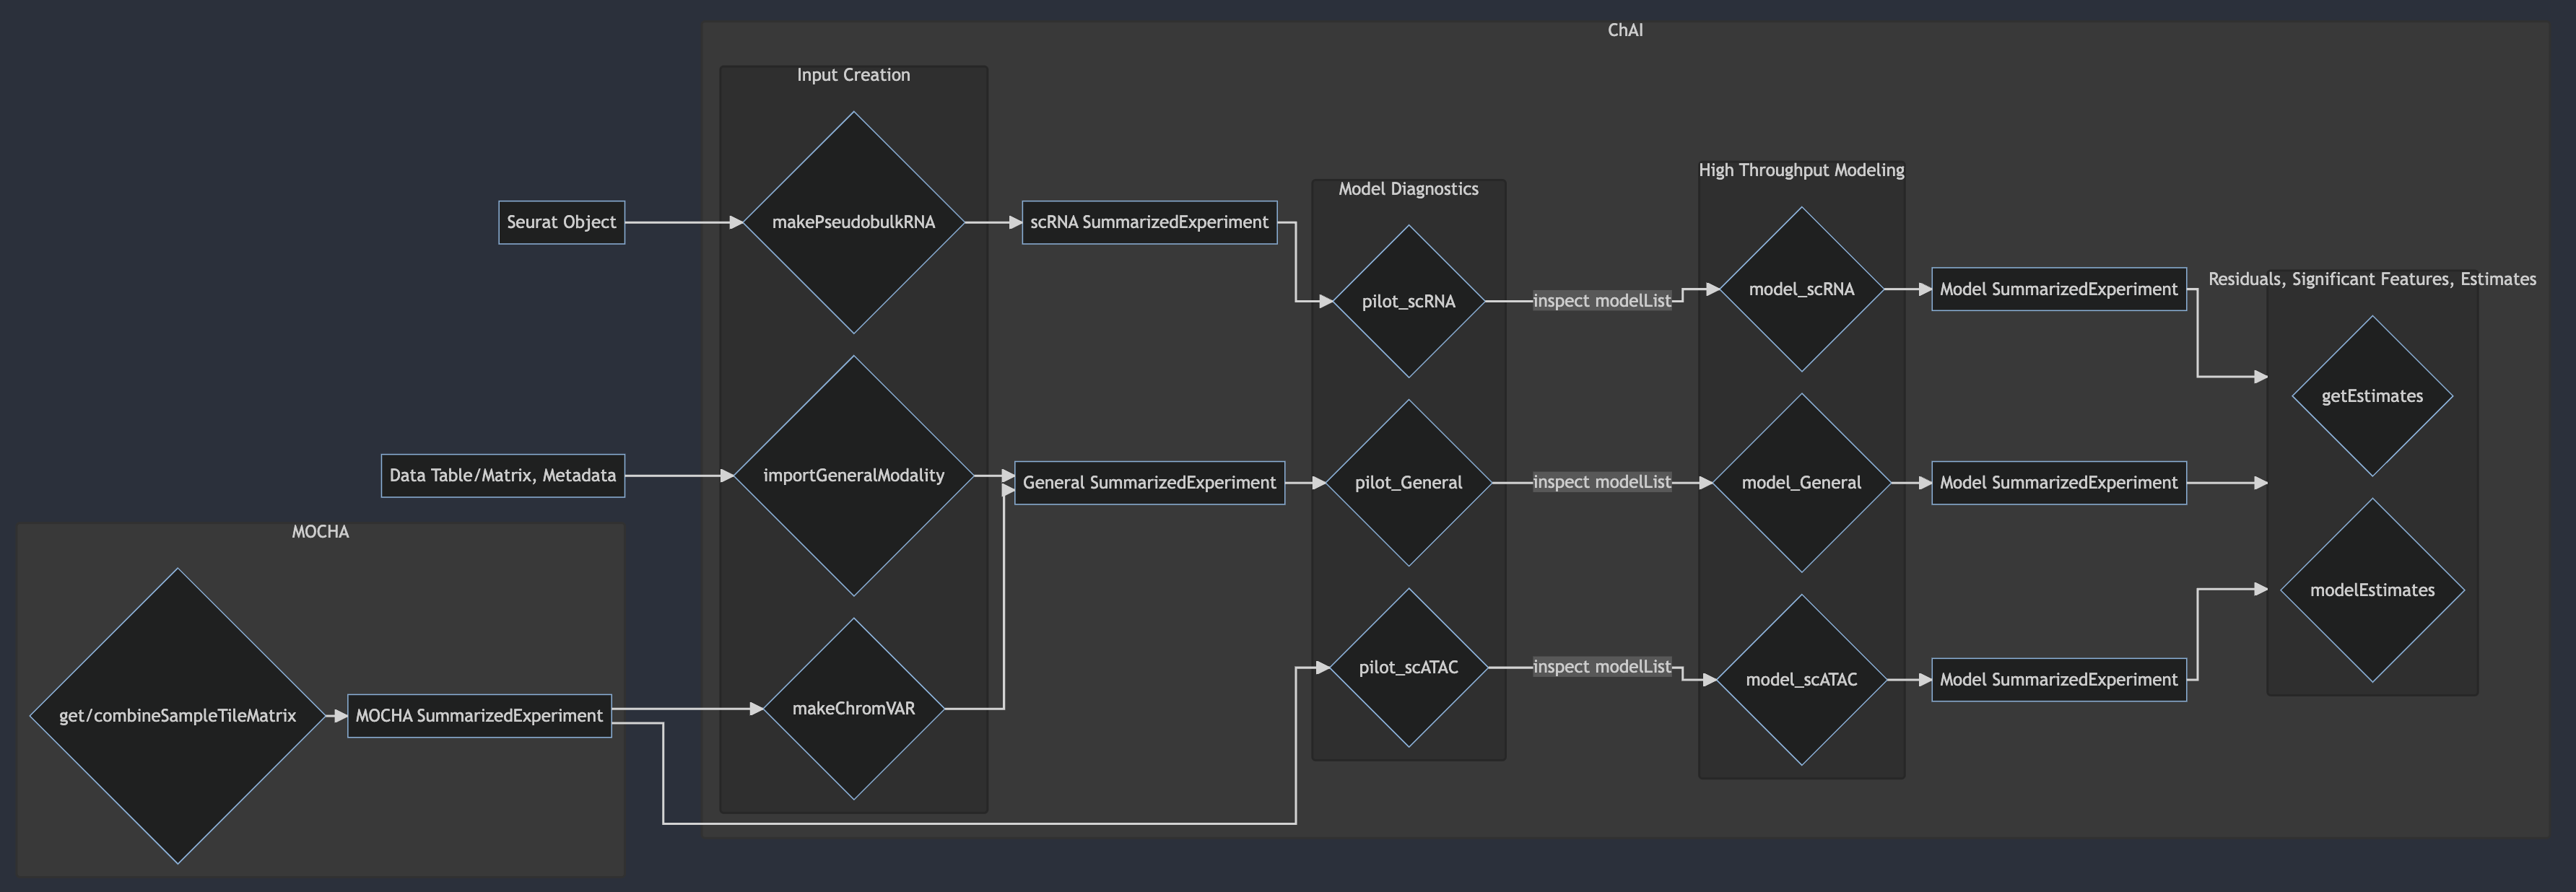 ChAI
Input Creation
makePseudobulkRNA
importGeneralModality
makeChromVAR
Seurat Object
Data Table/Matrix, Metadata
MOCHA
get/combineSampleTileMatrix
MOCHA SummarizedExperiment
scRNA SummarizedExperiment
General SummarizedExperiment
Model Diagnostics
pilot_scRNA
pilot_General
pilot_scATAC
inspect modelList
inspect modelList
inspect modelList
High Throughput Modeling
model_scRNA
model_General
model_scATAC
Model SummarizedExperiment
Model SummarizedExperiment
Model SummarizedExperiment
Residuals, Significant Features, Estimates
getEstimates
modelEstimates